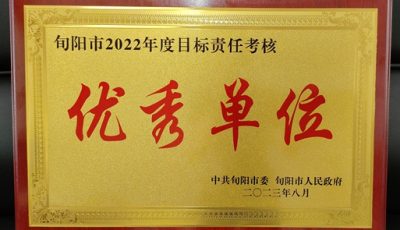 旬阳市2022年度目标责任考核
优秀单位
中共旬阳市委 旬阳市人民政府
二〇二三年八月